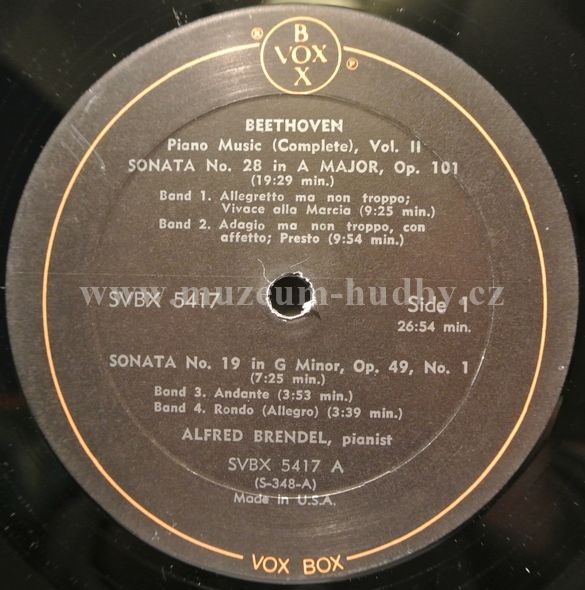 BOX
VOX
® ℗
BEETHOVEN
Piano Music (Complete), Vol. II
SONATA No. 28 in A MAJOR, Op. 101
(19:29 min.)
Band 1. Allegretto ma non troppo;
Vivace alla Marcia (9:25 min.)
Band 2. Adagio ma non troppo, con
affetto; Presto (9:54 min.)
www.muzeum-hudby.cz
SVBX 5417
Side 1
26:54 min.
SONATA No. 19 in G Minor, Op. 49, No. 1
(7:25 min.)
Band 3. Andante (3:53 min.)
Band 4. Rondo (Allegro) (3:39 min.)
ALFRED BRENDEL, pianist
SVBX 5417 A
(S-348-A)
Made in U.S.A.
VOX BOX